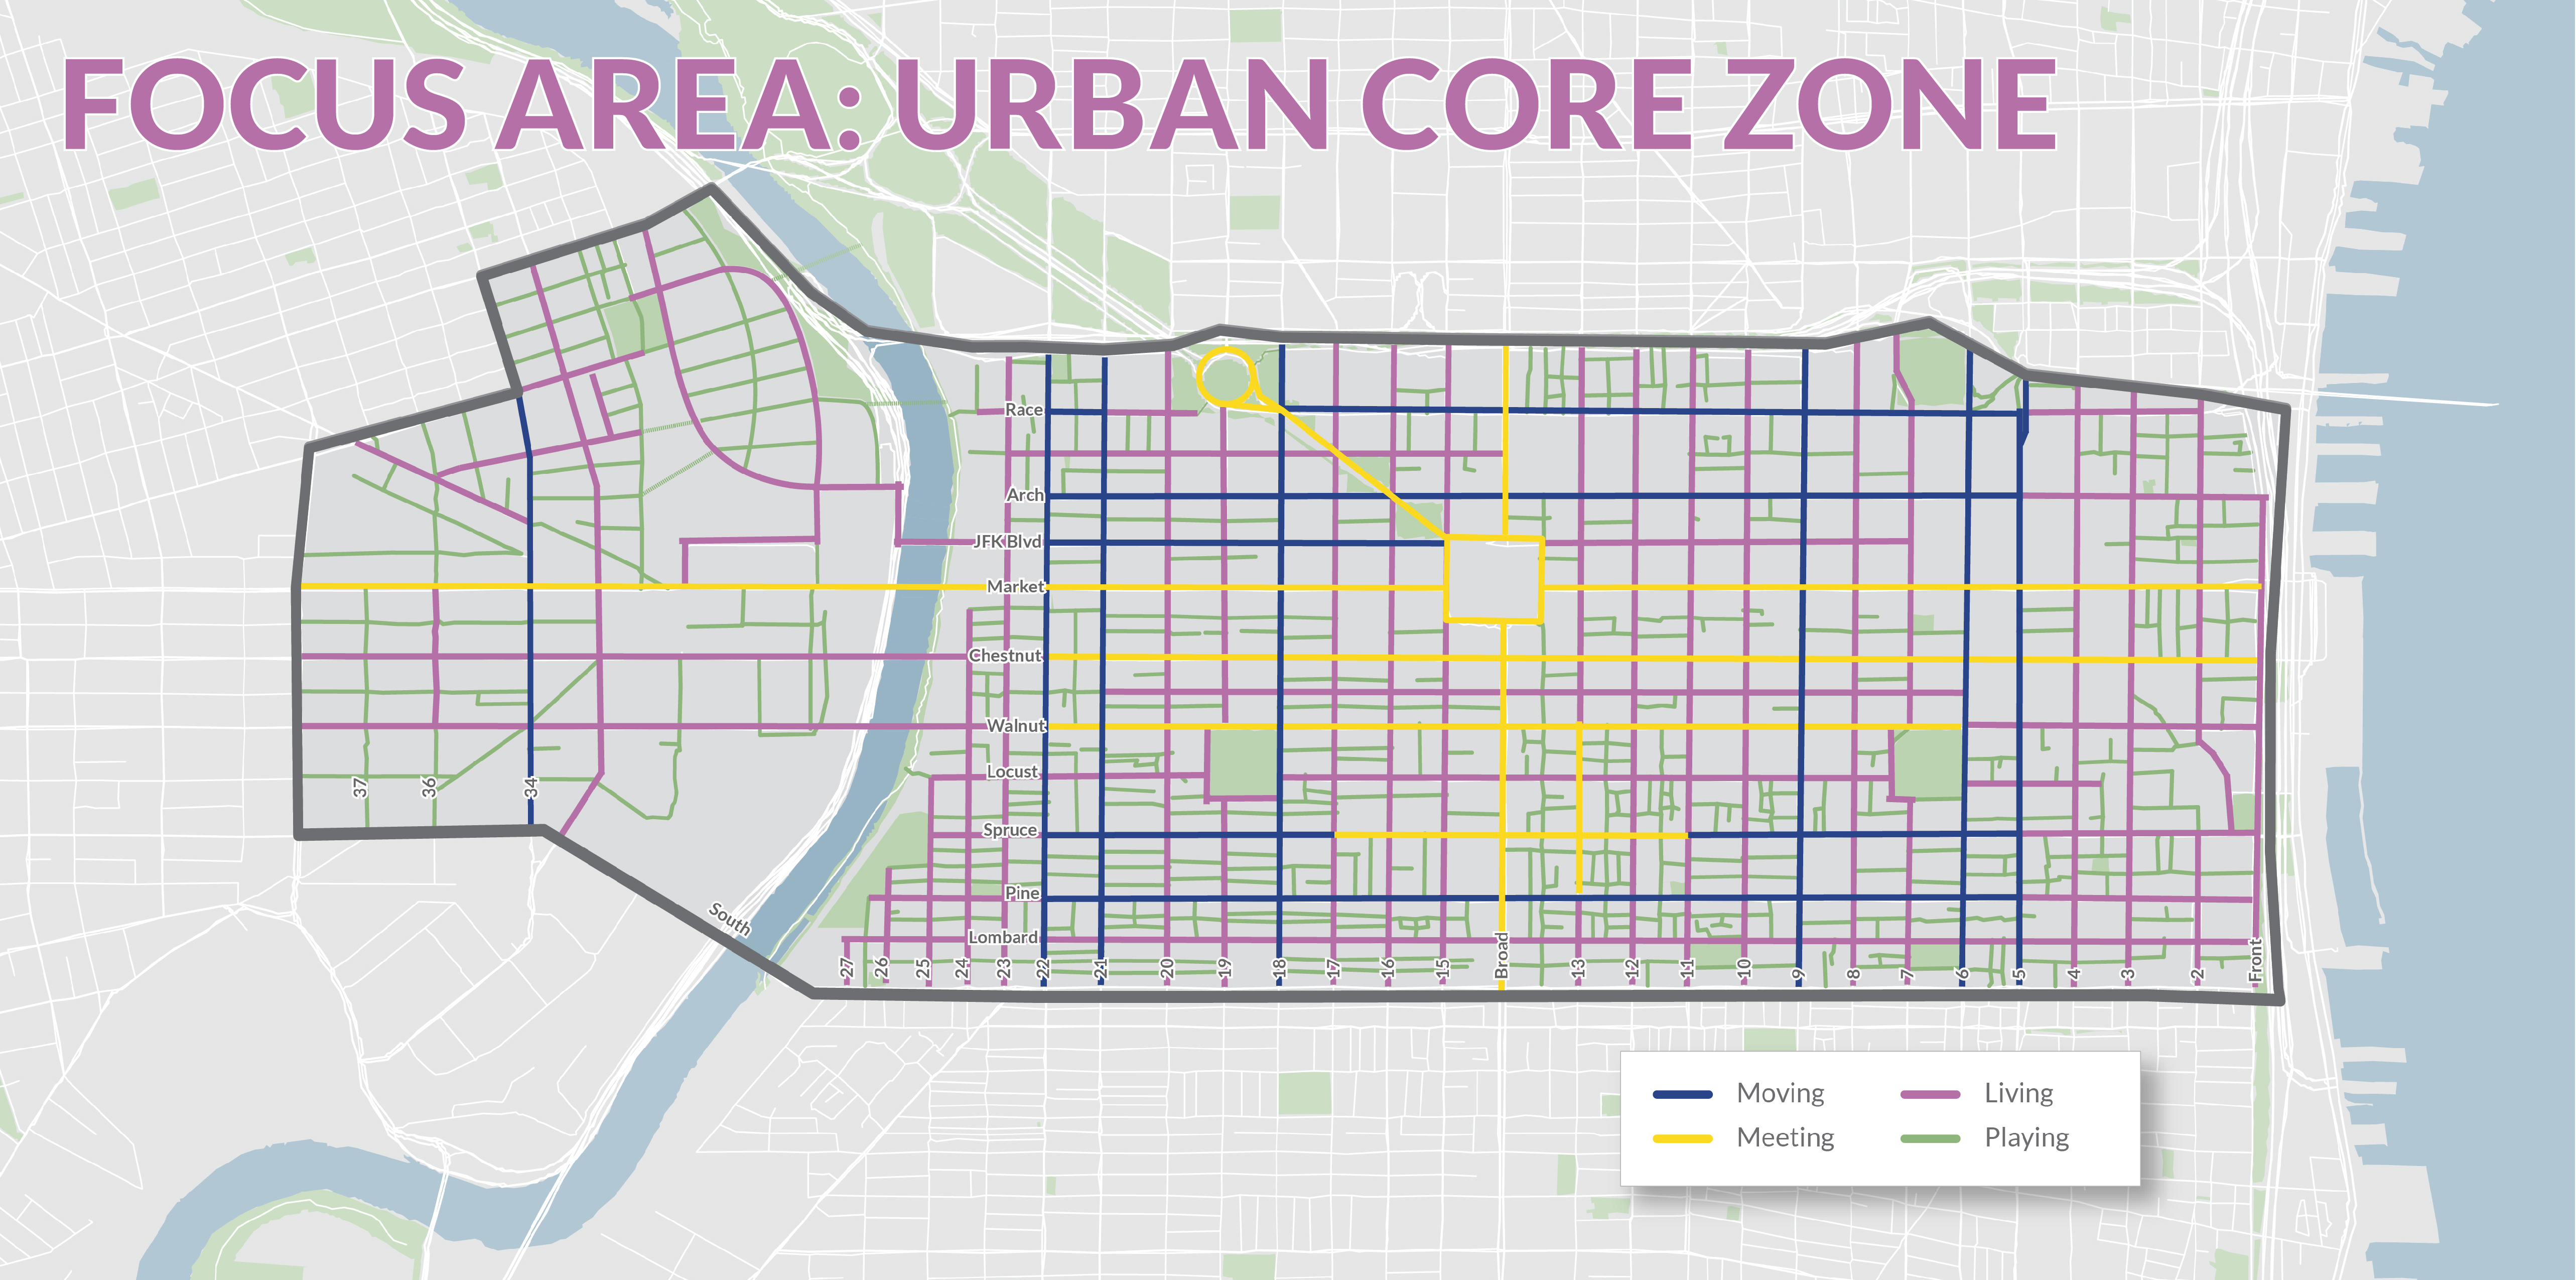 FOCUS AREA: URBAN CORE ZONE
Race
Arch
JFK Blvd
Market
Chestnut
Walnut
Locust
Spruce
Pine
Lombard
South
37
36
34
27
26
25
24
23
22
21
20
19
18
17
16
15
Broad
13
12
11
10
9
8
7
6
5
4
3
2
Front
Moving
Living
Meeting
Playing